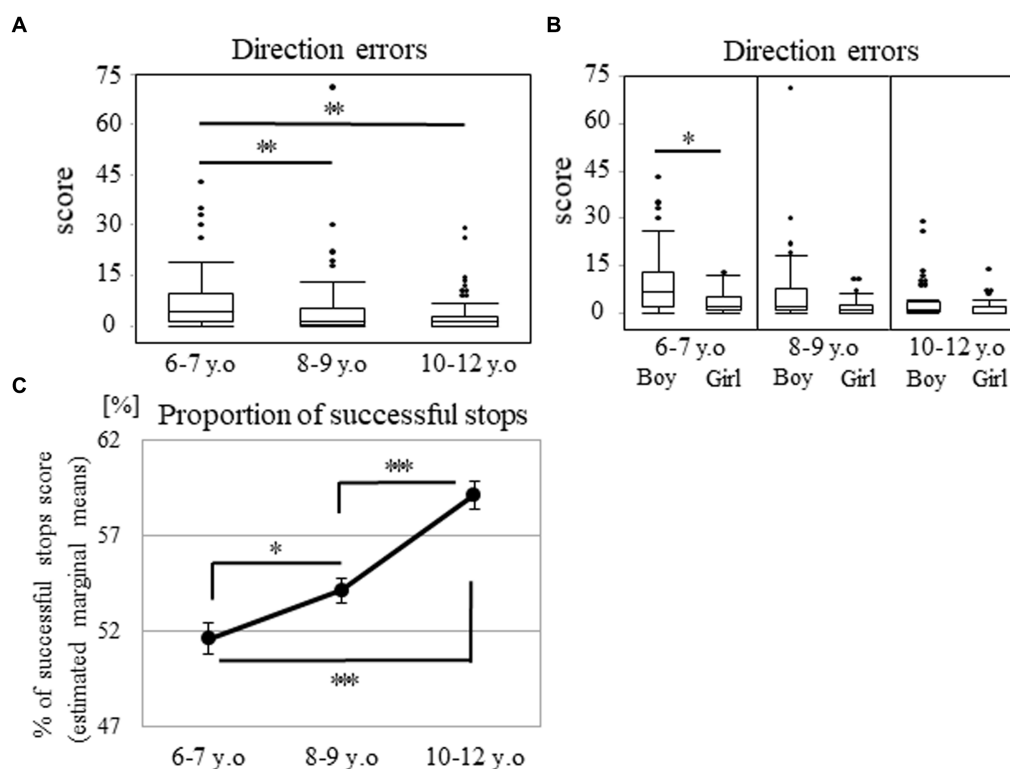 A
Direction errors
score
75
60
45
30
15
0
**
**
6-7 y.o
8-9 y.o
10-12 y.o
B
Direction errors
score
75
60
45
30
15
0
*
6-7 y.o
8-9 y.o
10-12 y.o
Boy Girl
Boy Girl
Boy Girl
C
[%]
Proportion of successful stops
% of successful stops score
(estimated marginal means)
62
57
52
47
***
*
***
6-7 y.o
8-9 y.o
10-12 y.o